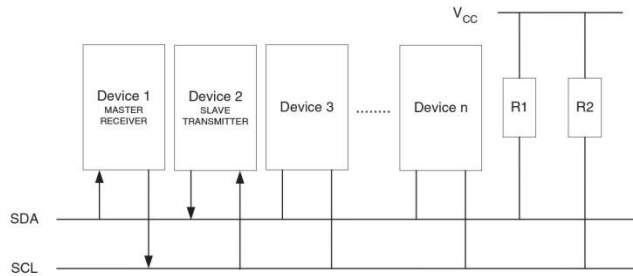 VCC
Device 1
MASTER
RECEIVER
Device 2
SLAVE
TRANSMITTER
Device 3
........
Device n
R1
R2
SDA
SCL